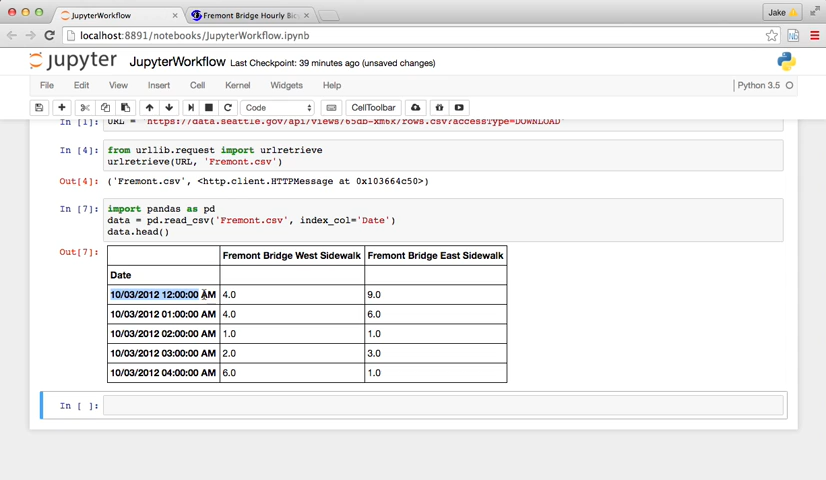 JupyterWorkflow
Fremont Bridge Hourly Bic
Jake
localhost:8891/notebooks/JupyterWorkflow.ipynb
jupyter JupyterWorkflow Last Checkpoint: 39 minutes ago (unsaved changes)
File Edit View Insert Cell Kernel Widgets Help Python 3.5
Code CellToolbar
In [1]: URL = 'https://data.seattle.gov/api/views/65db-xm6k/rows.csv?accessType=DOWNLOAD'
In [4]: from urllib.request import urlretrieve
urlretrieve(URL, 'Fremont.csv')
Out[4]: ('Fremont.csv', <http.client.HTTPMessage at 0x103664c50>)
In [7]: import pandas as pd
data = pd.read_csv('Fremont.csv', index_col='Date')
data.head()
Out[7]: Fremont Bridge West Sidewalk Fremont Bridge East Sidewalk
Date
10/03/2012 12:00:00 AM 4.0 9.0
10/03/2012 01:00:00 AM 4.0 6.0
10/03/2012 02:00:00 AM 1.0 1.0
10/03/2012 03:00:00 AM 2.0 3.0
10/03/2012 04:00:00 AM 6.0 1.0
In [ ]: